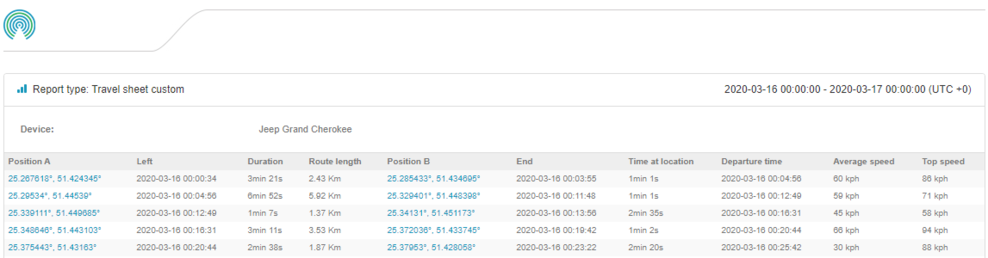 Report type: Travel sheet custom 2020-03-16 00:00:00 - 2020-03-17 00:00:00 (UTC +0)
Device: Jeep Grand Cherokee
Position A Left Duration Route length Position B End Time at location Departure time Average speed Top speed
25.267618°, 51.424345° 2020-03-16 00:00:34 3min 21s 2.43 Km 25.285433°, 51.434695° 2020-03-16 00:03:55 1min 1s 2020-03-16 00:04:56 60 kph 86 kph
25.29534°, 51.44539° 2020-03-16 00:04:56 6min 52s 5.92 Km 25.329401°, 51.448398° 2020-03-16 00:11:48 1min 1s 2020-03-16 00:12:49 59 kph 71 kph
25.339111°, 51.449685° 2020-03-16 00:12:49 1min 7s 1.37 Km 25.34131°, 51.451173° 2020-03-16 00:13:56 2min 35s 2020-03-16 00:16:31 45 kph 58 kph
25.348646°, 51.443103° 2020-03-16 00:16:31 3min 11s 3.53 Km 25.372036°, 51.433745° 2020-03-16 00:19:42 1min 2s 2020-03-16 00:20:44 66 kph 94 kph
25.375443°, 51.43163° 2020-03-16 00:20:44 2min 38s 1.87 Km 25.37953°, 51.428058° 2020-03-16 00:23:22 2min 20s 2020-03-16 00:25:42 30 kph 88 kph